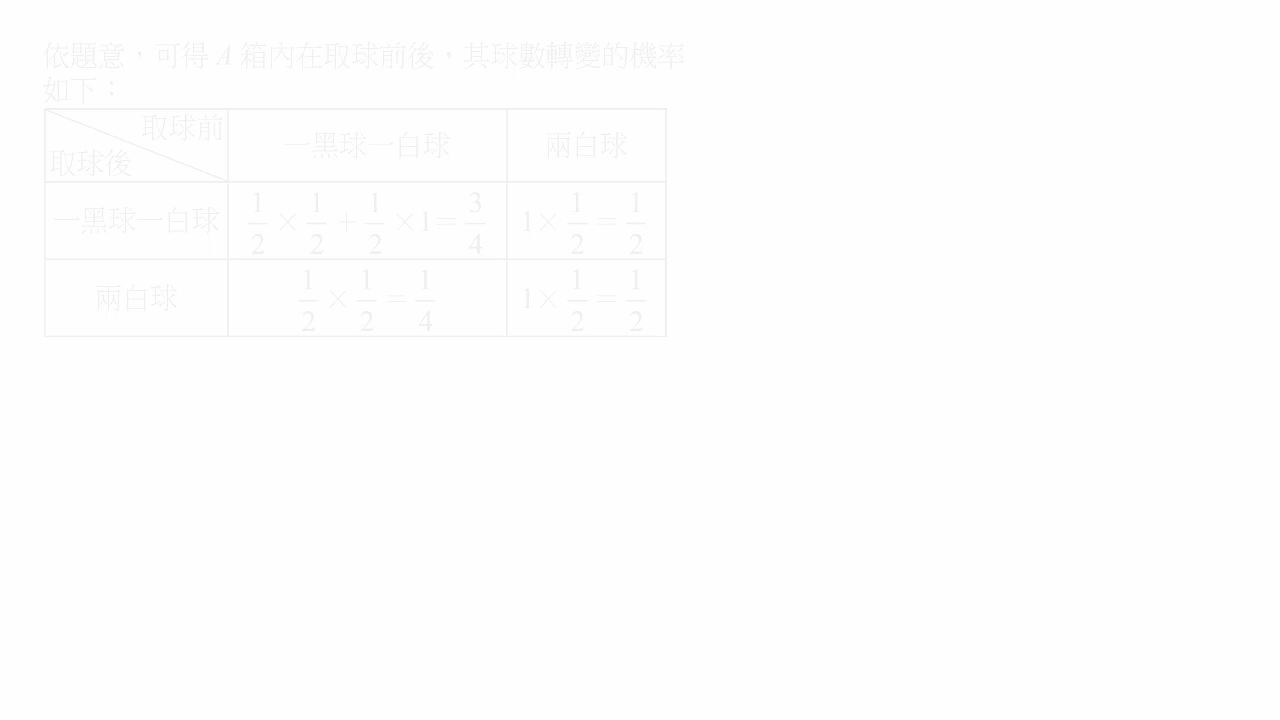 依題意，可得 A 箱內在取球前後，其球數轉變的機率
如下：
取球前
取球後
一黑球一白球
兩白球
一黑球一白球
1/2 × 1/2 + 1/2 × 1 = 3/4
1 × 1/2 = 1/2
兩白球
1/2 × 1/2 = 1/4
1 × 1/2 = 1/2